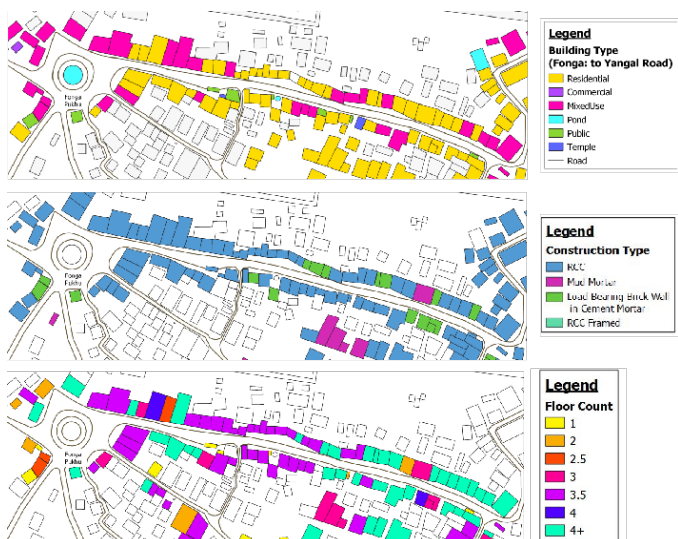 Legend
Building Type
(Fonga: to Yangal Road)
Residential
Commercial
MixedUse
Pond
Public
Temple
Road
Fonga
Pukhu
Legend
Construction Type
RCC
Mud Mortar
Load Bearing Brick Wall
in Cement Mortar
RCC Framed
Fonga
Pukhu
Legend
Floor Count
1
2
2.5
3
3.5
4
4+
Fonga
Pukhu